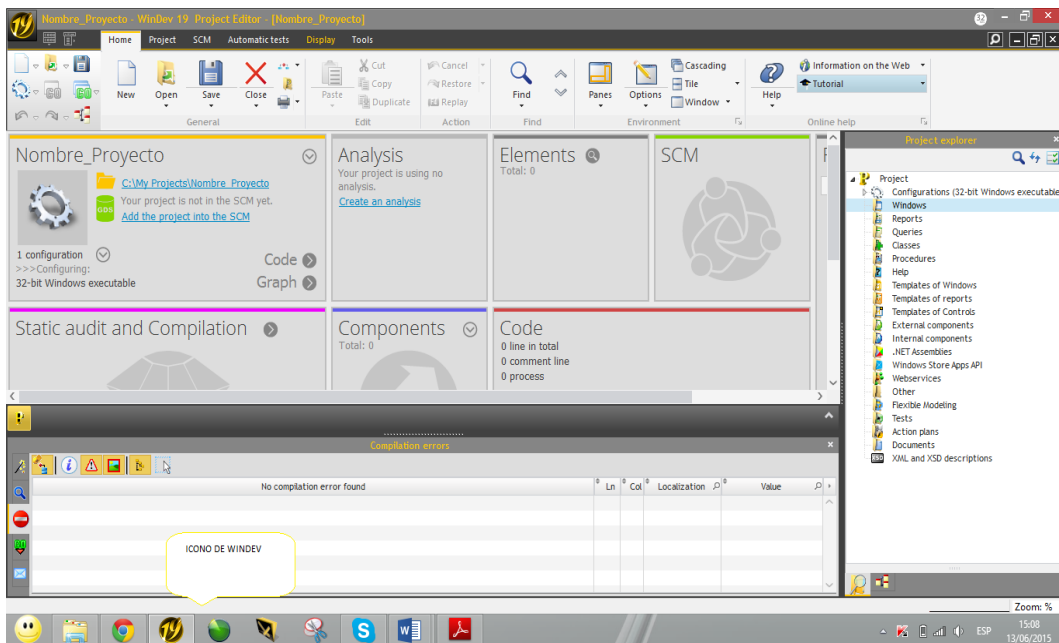 Nombre_Proyecto - WinDev 19 Project Editor - [Nombre_Proyecto]
32
19
Home Project SCM Automatic tests Display Tools
New
Open
Save
Close
General
Paste
Cut
Copy
Duplicate
Edit
Cancel
Restore
Replay
Action
Find
Find
Panes
Options
Cascading
Tile
Window
Environment
Help
Information on the Web
Tutorial
Online help
GO
GO
Nombre_Proyecto
C:\My Projects\Nombre_Proyecto
Your project is not in the SCM yet.
GDS
Add the project into the SCM
1 configuration
>>>Configuring:
32-bit Windows executable
Code
Graph
Analysis
Your project is using no
analysis.
Create an analysis
Elements
Total: 0
SCM
Static audit and Compilation
Components
Total: 0
Code
0 line in total
0 comment line
0 process
Project explorer
Project
Configurations (32-bit Windows executable
Windows
Reports
Queries
Classes
Procedures
Help
Templates of Windows
Templates of reports
Templates of Controls
External components
Internal components
.NET Assemblies
Windows Store Apps API
Webservices
Other
Flexible Modeling
Tests
Action plans
Documents
XML and XSD descriptions
Compilation errors
No compilation error found Ln Col Localization Value
ICONO DE WINDEV
Zoom: %
19
ESP
15:08
13/06/2015